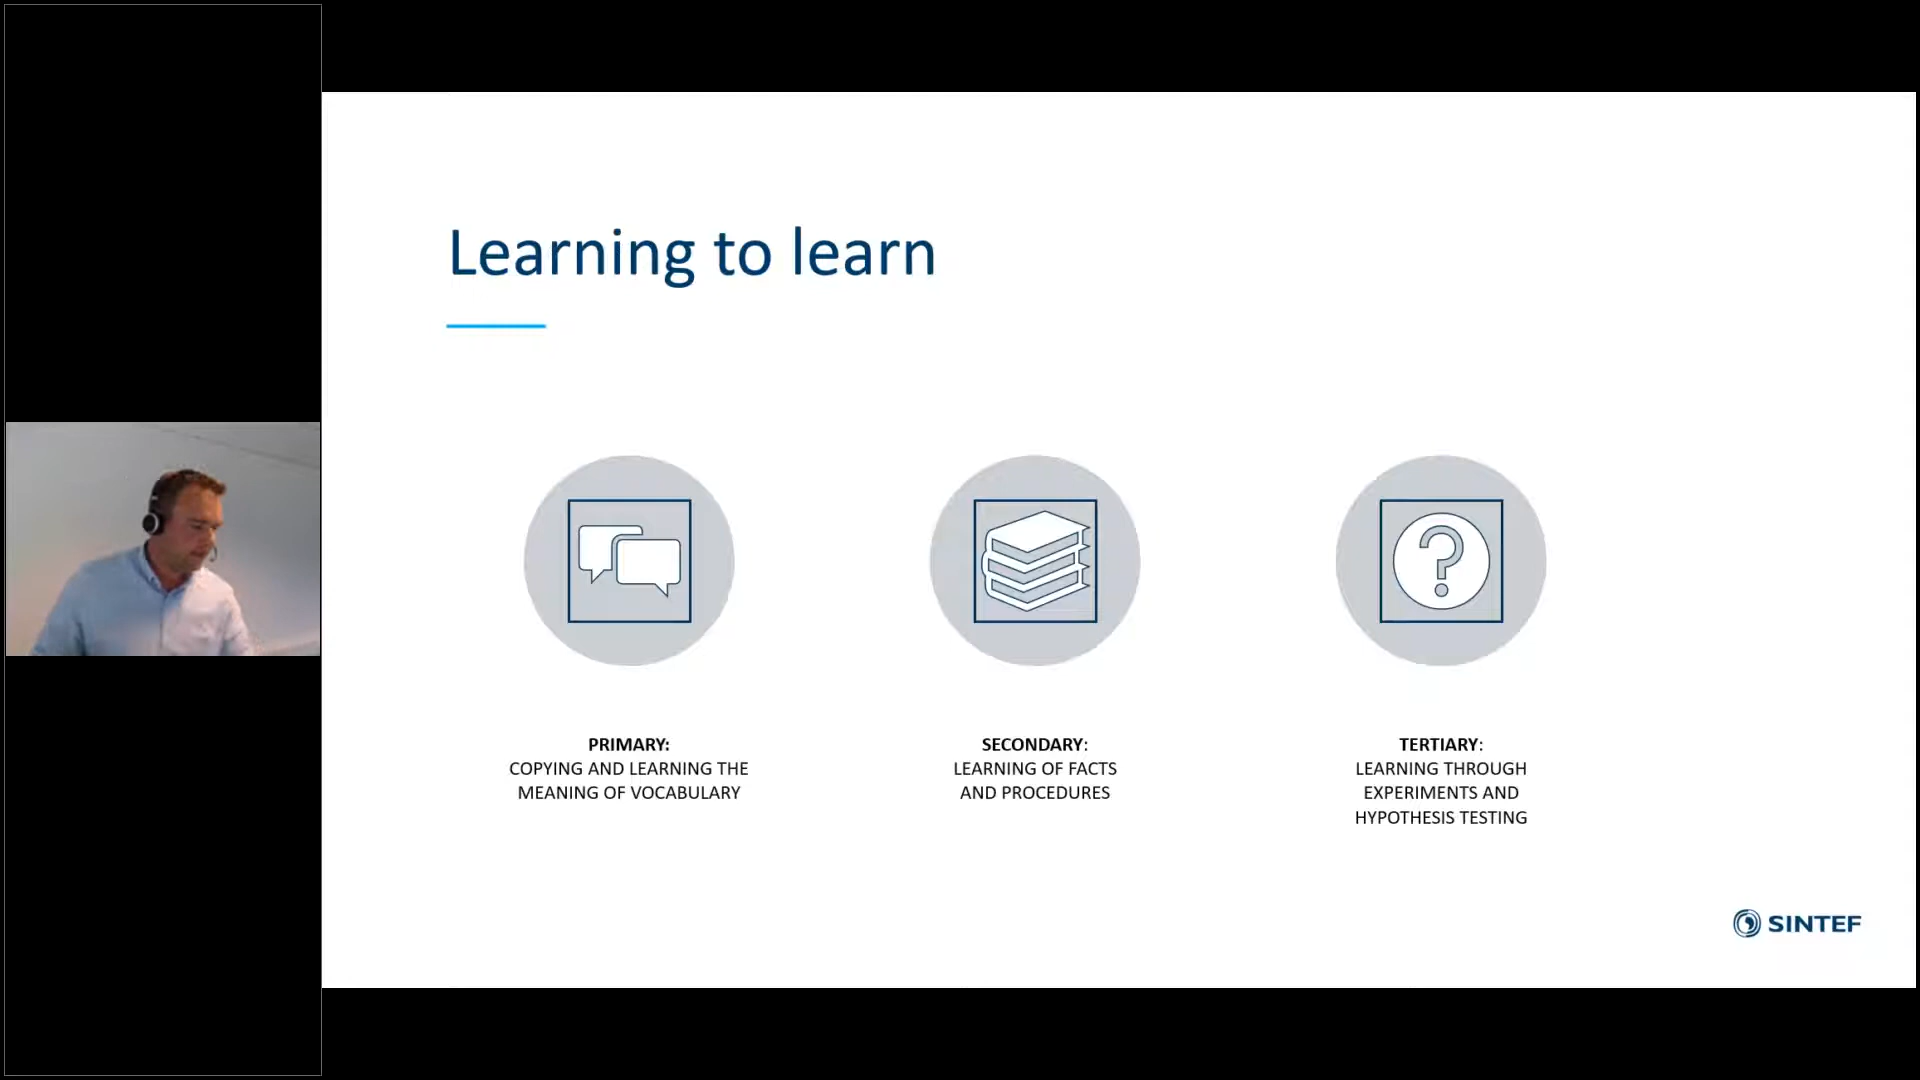 Learning to learn
PRIMARY:
COPYING AND LEARNING THE
MEANING OF VOCABULARY
SECONDARY:
LEARNING OF FACTS
AND PROCEDURES
TERTIARY:
LEARNING THROUGH
EXPERIMENTS AND
HYPOTHESIS TESTING
SINTEF